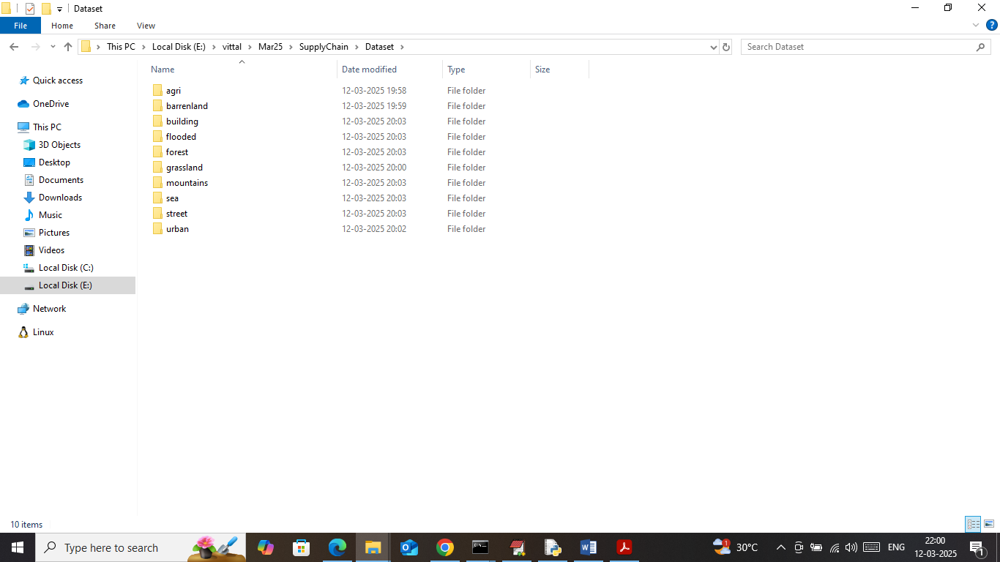 Dataset
File Home Share View
This PC Local Disk (E:) vittal Mar25 SupplyChain Dataset
Search Dataset
Name Date modified Type Size
Quick access
OneDrive
This PC
3D Objects
Desktop
Documents
Downloads
Music
Pictures
Videos
Local Disk (C:)
Local Disk (E:)
Network
Linux
agri 12-03-2025 19:58 File folder
barrenland 12-03-2025 19:59 File folder
building 12-03-2025 20:03 File folder
flooded 12-03-2025 20:03 File folder
forest 12-03-2025 20:03 File folder
grassland 12-03-2025 20:00 File folder
mountains 12-03-2025 20:03 File folder
sea 12-03-2025 20:03 File folder
street 12-03-2025 20:03 File folder
urban 12-03-2025 20:02 File folder
10 items
Type here to search
1
30°C
ENG
22:00
12-03-2025
1